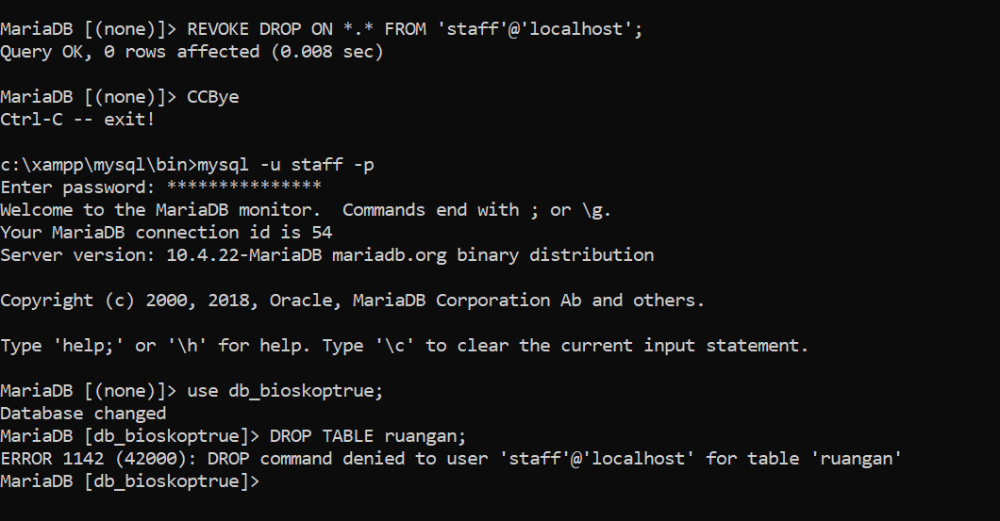 MariaDB [(none)]> REVOKE DROP ON *.* FROM 'staff'@'localhost';
Query OK, 0 rows affected (0.008 sec)
MariaDB [(none)]> CCBye
Ctrl-C -- exit!
c:\xampp\mysql\bin>mysql -u staff -p
Enter password: ***************
Welcome to the MariaDB monitor.  Commands end with ; or \g.
Your MariaDB connection id is 54
Server version: 10.4.22-MariaDB mariadb.org binary distribution
Copyright (c) 2000, 2018, Oracle, MariaDB Corporation Ab and others.
Type 'help;' or '\h' for help. Type '\c' to clear the current input statement.
MariaDB [(none)]> use db_bioskoptrue;
Database changed
MariaDB [db_bioskoptrue]> DROP TABLE ruangan;
ERROR 1142 (42000): DROP command denied to user 'staff'@'localhost' for table 'ruangan'
MariaDB [db_bioskoptrue]>